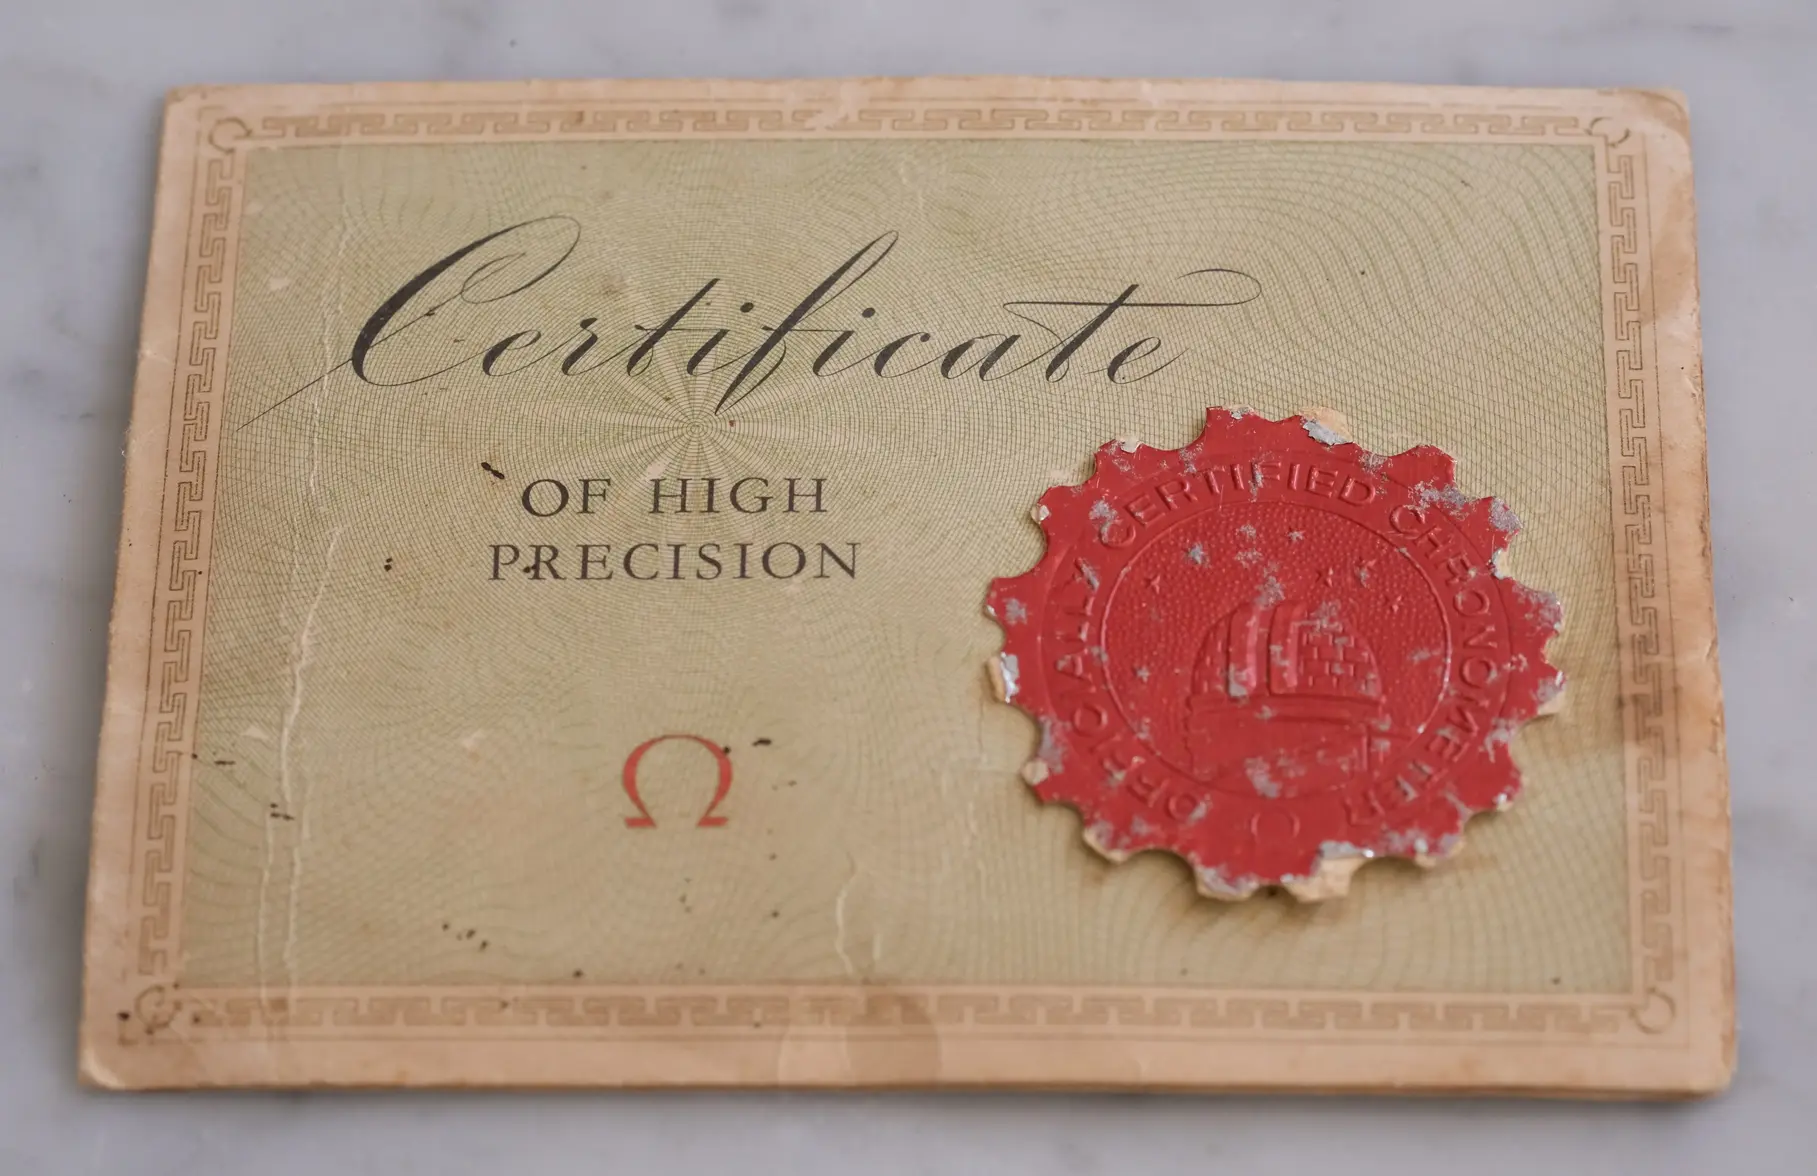 Certificate
OF HIGH
PRECISION
Ω
OFFICIALLY CERTIFIED CHRONOMETER